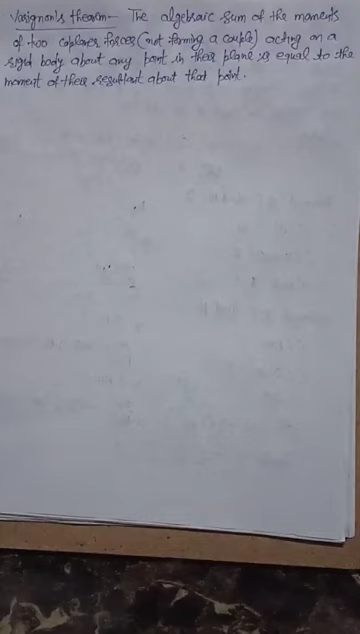 Varignon's theorem - The algebraic sum of the moments
of two coplaner forces (not forming a couple) acting on a
rigid body about any point in their plane is equal to the
moment of their resultant about that point.